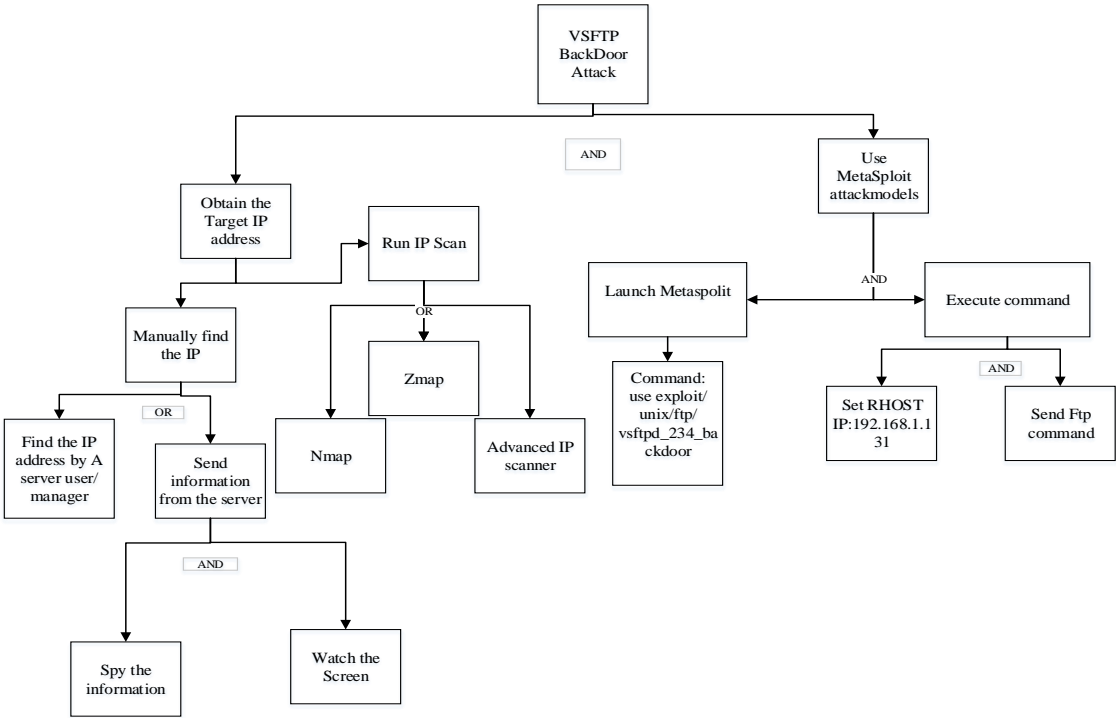 VSFTP
BackDoor
Attack
AND
Use
MetaSploit
attackmodels
Obtain the
Target IP
address
Run IP Scan
AND
Launch Metaspolit
Execute command
OR
Manually find
the IP
Zmap
AND
Command:
use exploit/
unix/ftp/
vsftpd_234_ba
ckdoor
Set RHOST
IP:192.168.1.1
31
Send Ftp
command
OR
Find the IP
address by A
server user/
manager
Send
information
from the server
Nmap
Advanced IP
scanner
AND
Spy the
information
Watch the
Screen